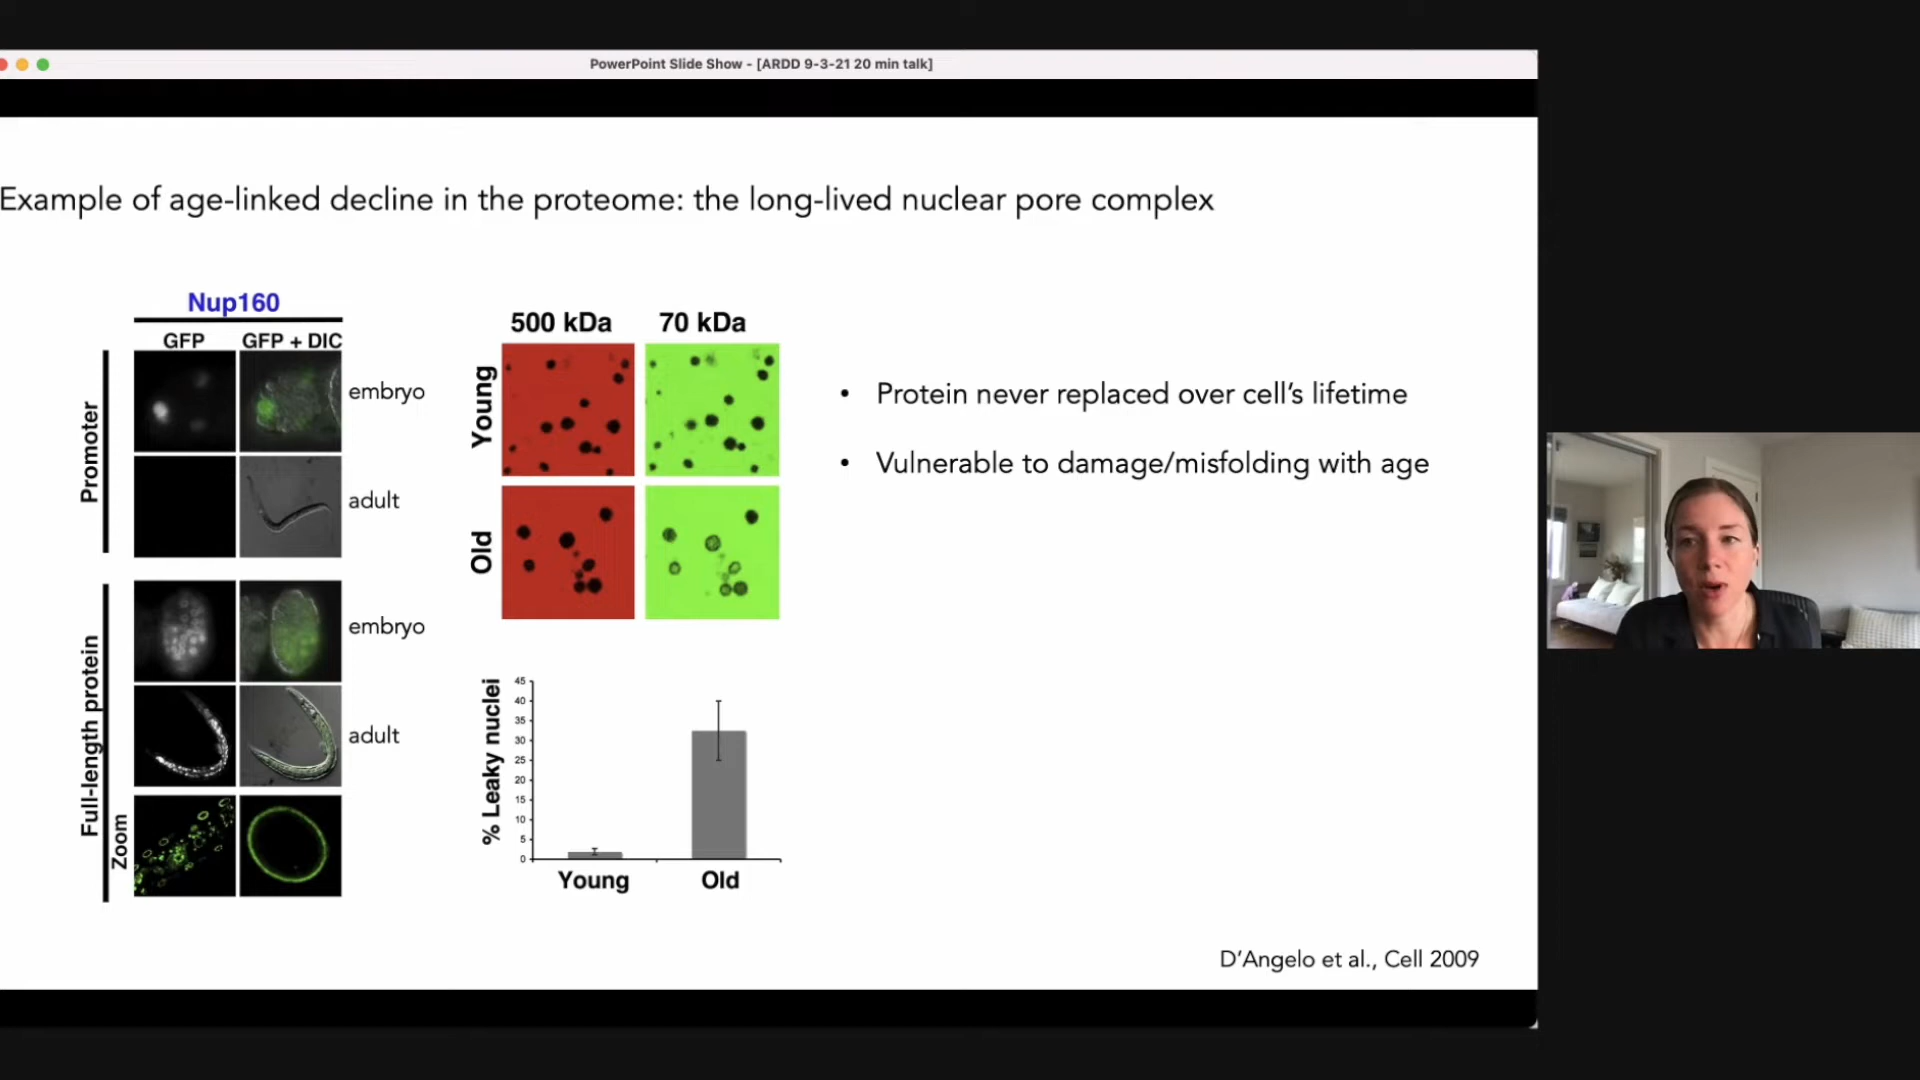 PowerPoint Slide Show - [ARDD 9-3-21 20 min talk]
Example of age-linked decline in the proteome: the long-lived nuclear pore complex
Nup160
GFP
GFP + DIC
Promoter
embryo
adult
Full-length protein
embryo
adult
Zoom
500 kDa
70 kDa
Young
Old
% Leaky nuclei
45
40
35
30
25
20
15
10
5
0
Young
Old
• Protein never replaced over cell’s lifetime
• Vulnerable to damage/misfolding with age
D’Angelo et al., Cell 2009